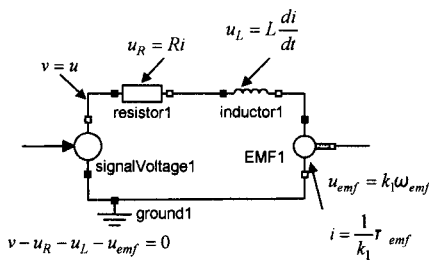 u_R = Ri
u_L = L di/dt
v = u
resistor1
inductor1
signalVoltage1
EMF1
u_emf = k_1 ω_emf
ground1
i = 1/k_1 τ_emf
v − u_R − u_L − u_emf = 0